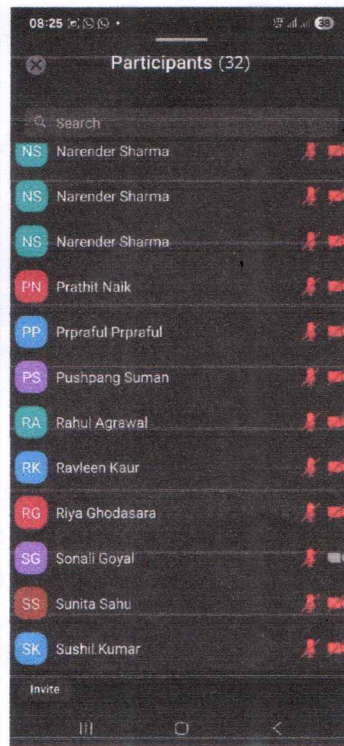 08:25
38
Participants (32)
Search
NS Narender Sharma
NS Narender Sharma
NS Narender Sharma
PN Prathit Naik
PP Prpraful Prpraful
PS Pushpang Suman
RA Rahul Agrawal
RK Ravleen Kaur
RG Riya Ghodasara
SG Sonali Goyal
SS Sunita Sahu
SK Sushil.Kumar
Invite